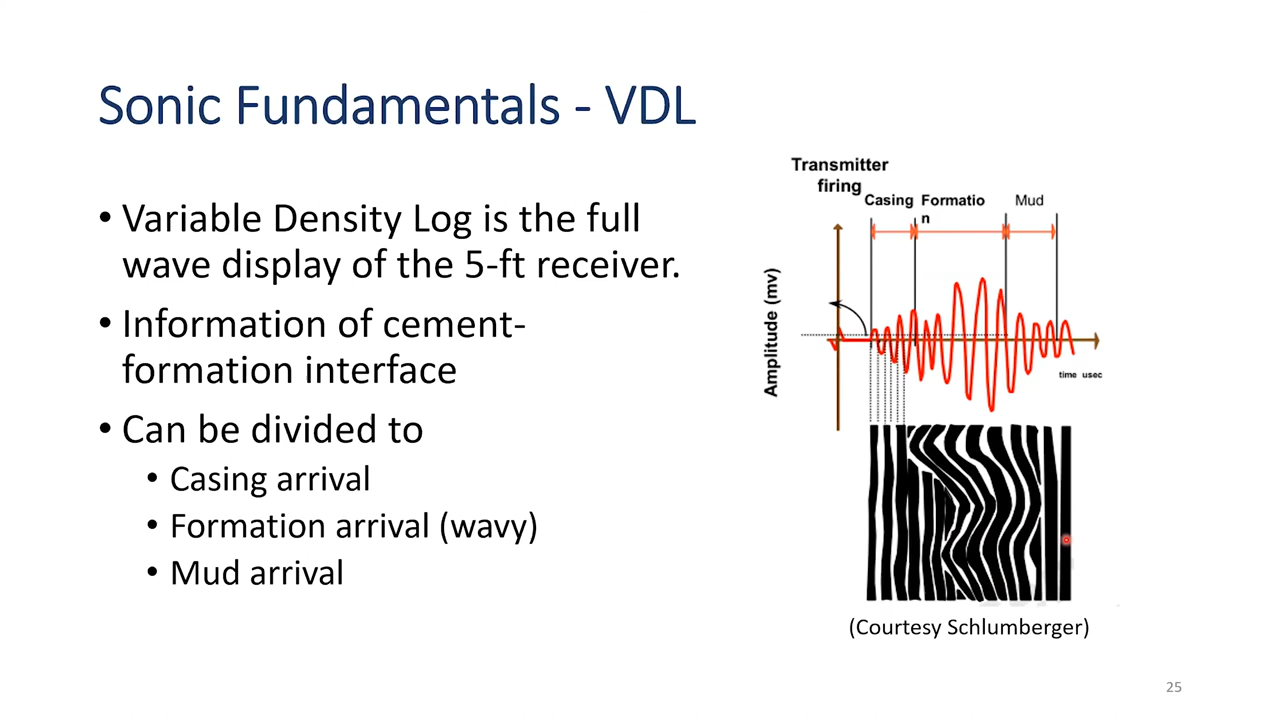 Sonic Fundamentals - VDL
• Variable Density Log is the full
wave display of the 5-ft receiver.
• Information of cement-
formation interface
• Can be divided to
• Casing arrival
• Formation arrival (wavy)
• Mud arrival
Transmitter
firing
Casing
Formatio
n
Mud
Amplitude (mv)
time usec
(Courtesy Schlumberger)
25